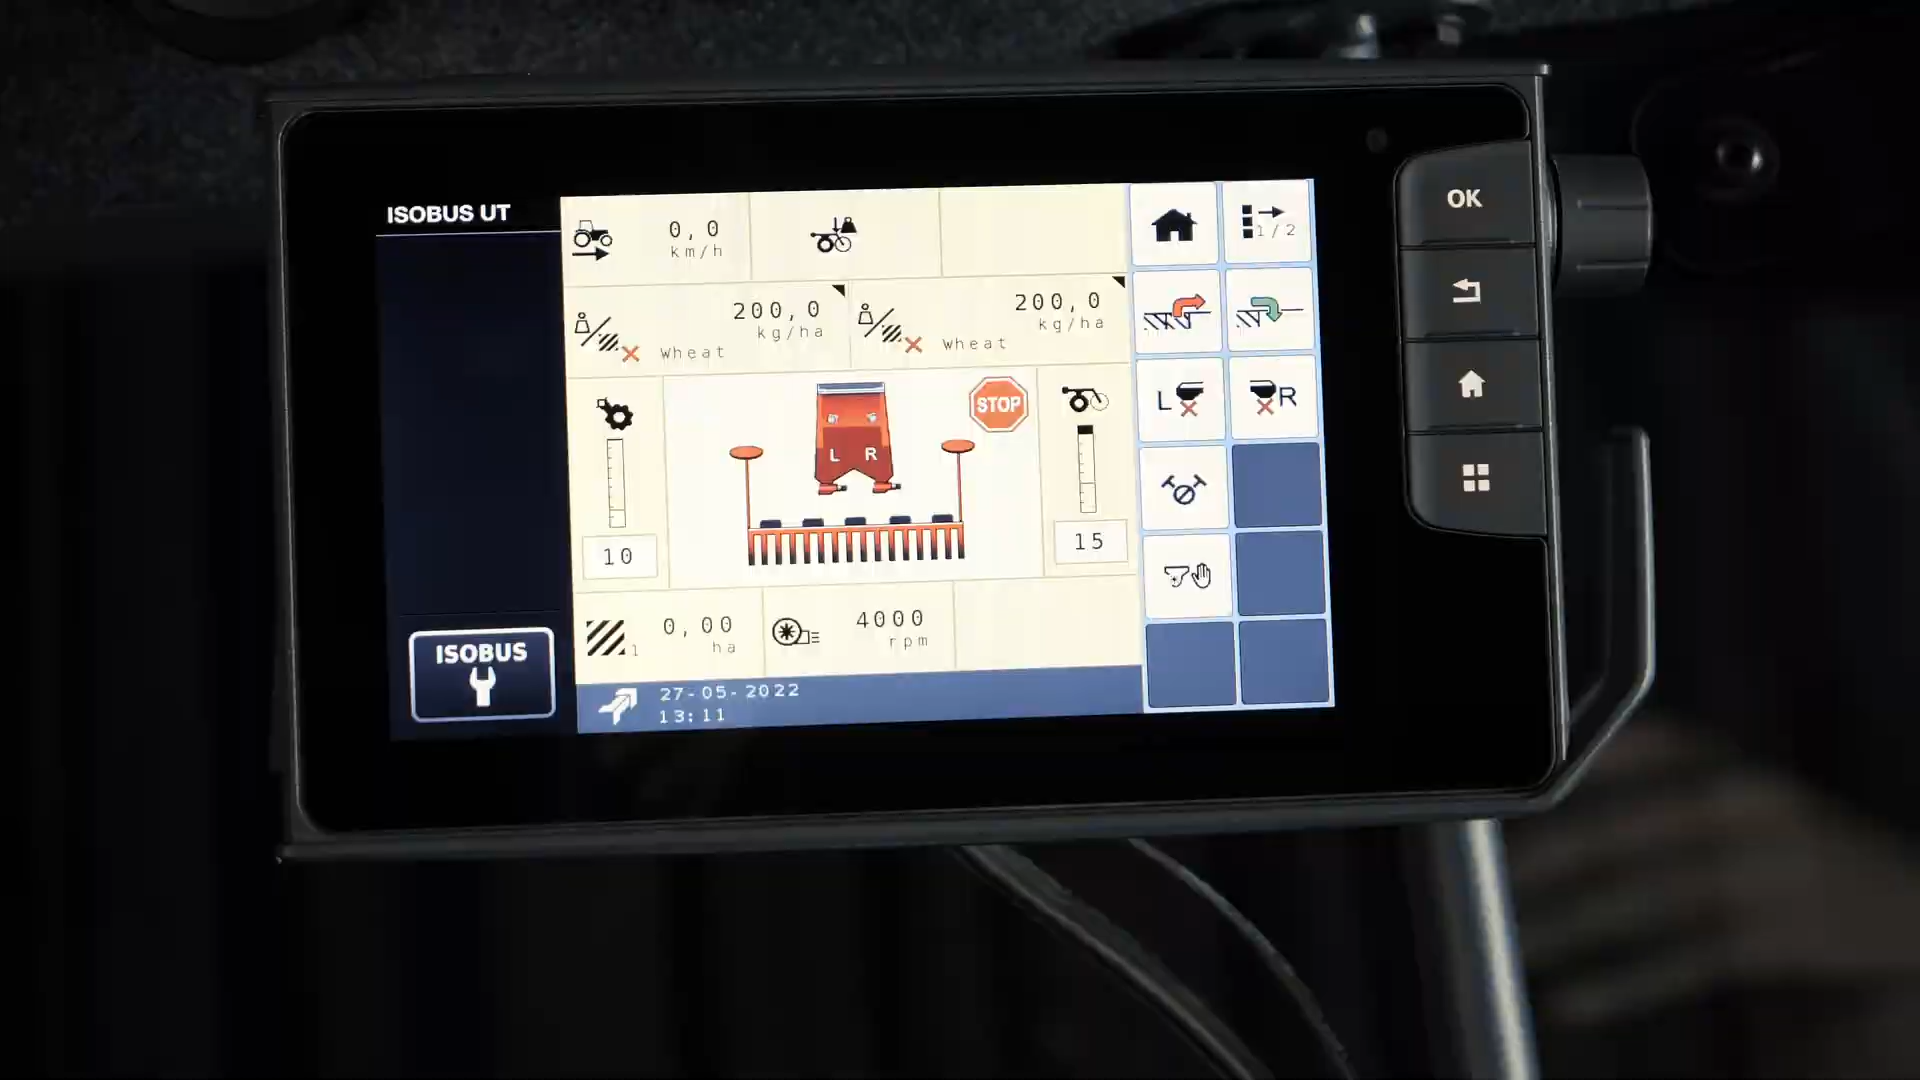 ISOBUS UT
0,0
km/h
1/2
200,0
kg/ha
Wheat
200,0
kg/ha
Wheat
STOP
L
R
L R
10
15
0,00
ha
1
4000
rpm
27-05-2022
13:11
ISOBUS
OK